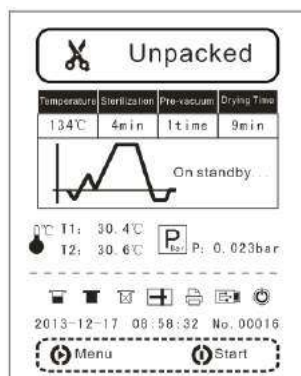 Unpacked
Temperature Sterilization Pre-vacuum Drying Time
134℃ 4min 1time 9min
On standby...
℃ T1: 30.4℃
T2: 30.6℃
P Bar P: 0.023bar
2013-12-17 08:58:32 No.00016
Menu Start